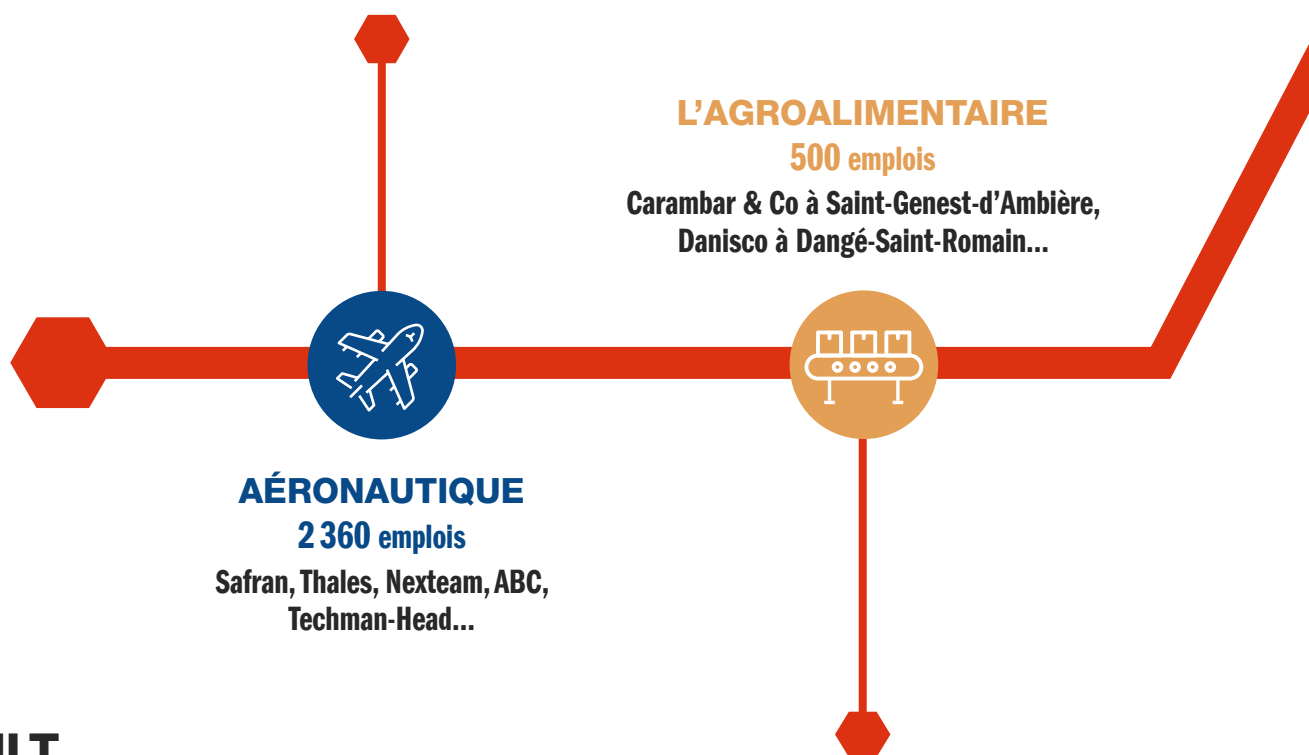 L'AGROALIMENTAIRE
500 emplois
Carambar & Co à Saint-Genest-d'Ambière,
Danisco à Dangé-Saint-Romain...
AÉRONAUTIQUE
2 360 emplois
Safran, Thales, Nexteam, ABC,
Techman-Head...